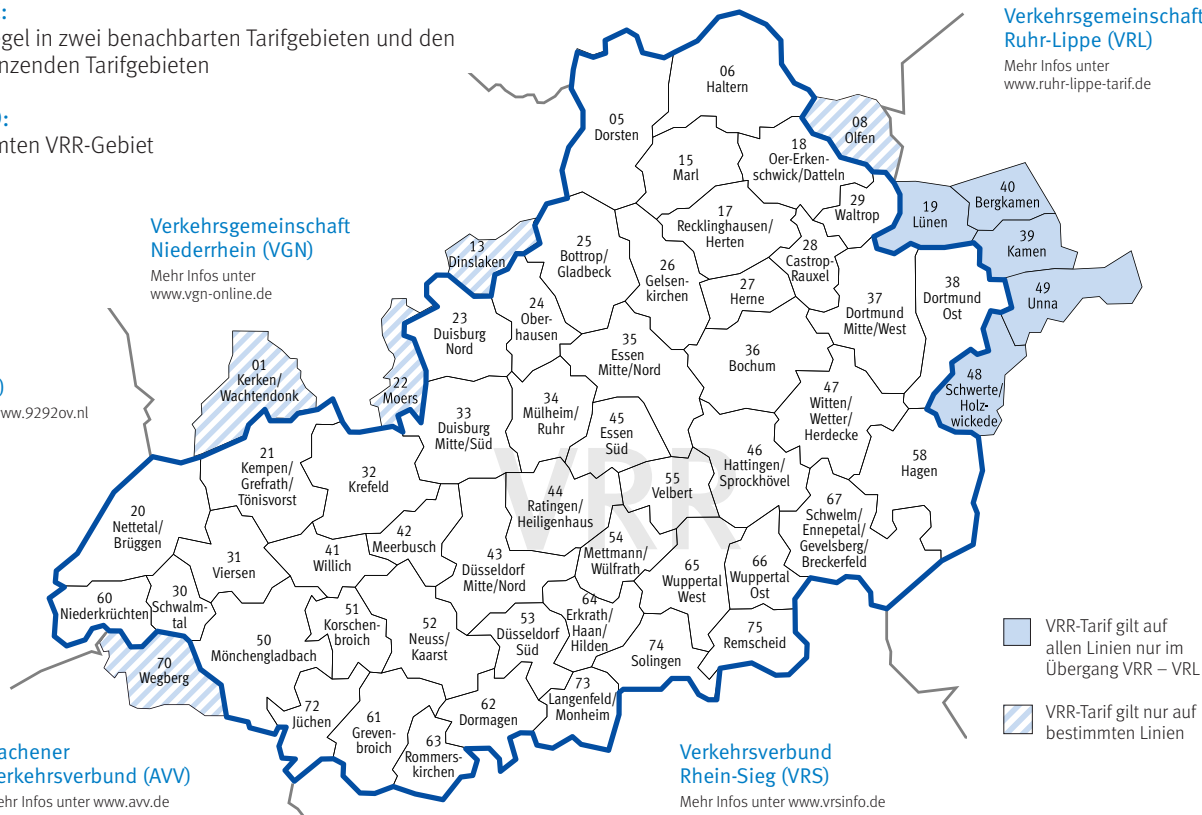 :
gel in zwei benachbarten Tarifgebieten und den
nzenden Tarifgebieten
:
nten VRR-Gebiet
Verkehrsgemeinschaft
Ruhr-Lippe (VRL)
Mehr Infos unter
www.ruhr-lippe-tarif.de
Verkehrsgemeinschaft
Niederrhein (VGN)
Mehr Infos unter
www.vgn-online.de
)
ww.9292ov.nl
06
Haltern
05
Dorsten
08
Olfen
18
Oer-Erken-
schwick/Datteln
15
Marl
29
Waltrop
19
Lünen
40
Bergkamen
39
Kamen
49
Unna
17
Recklinghausen/
Herten
28
Castrop-
Rauxel
13
Dinslaken
25
Bottrop/
Gladbeck
26
Gelsen-
kirchen
27
Herne
37
Dortmund
Mitte/West
38
Dortmund
Ost
24
Ober-
hausen
23
Duisburg
Nord
35
Essen
Mitte/Nord
36
Bochum
01
Kerken/
Wachtendonk
22
Moers
48
Schwerte/
Holz-
wickede
47
Witten/
Wetter/
Herdecke
33
Duisburg
Mitte/Süd
34
Mülheim/
Ruhr
45
Essen
Süd
46
Hattingen/
Sprockhövel
58
Hagen
21
Kempen/
Grefrath/
Tönisvorst
32
Krefeld
VRR
55
Velbert
44
Ratingen/
Heiligenhaus
67
Schwelm/
Ennepetal/
Gevelsberg/
Breckerfeld
20
Nettetal/
Brüggen
31
Viersen
41
Willich
42
Meerbusch
43
Düsseldorf
Mitte/Nord
54
Mettmann/
Wülfrath
65
Wuppertal
West
66
Wuppertal
Ost
60
Niederkrüchten
30
Schwalm-
tal
51
Korschen-
broich
52
Neuss/
Kaarst
53
Düsseldorf
Süd
64
Erkrath/
Haan/
Hilden
75
Remscheid
50
Mönchengladbach
74
Solingen
70
Wegberg
73
Langenfeld/
Monheim
72
Jüchen
61
Greven-
broich
62
Dormagen
63
Rommers-
kirchen
VRR-Tarif gilt auf
allen Linien nur im
Übergang VRR – VRL
VRR-Tarif gilt nur auf
bestimmten Linien
achener
erkehrsverbund (AVV)
ehr Infos unter www.avv.de
Verkehrsverbund
Rhein-Sieg (VRS)
Mehr Infos unter www.vrsinfo.de